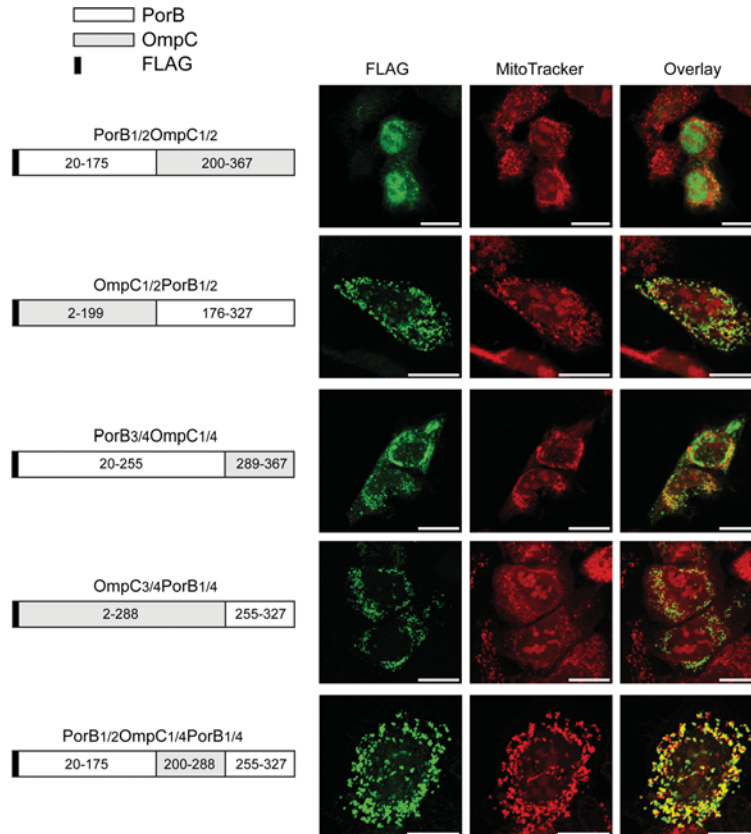 PorB
OmpC
FLAG
FLAG MitoTracker Overlay
PorB1/2OmpC1/2
20-175 200-367
OmpC1/2PorB1/2
2-199 176-327
PorB3/4OmpC1/4
20-255 289-367
OmpC3/4PorB1/4
2-288 255-327
PorB1/2OmpC1/4PorB1/4
20-175 200-288 255-327